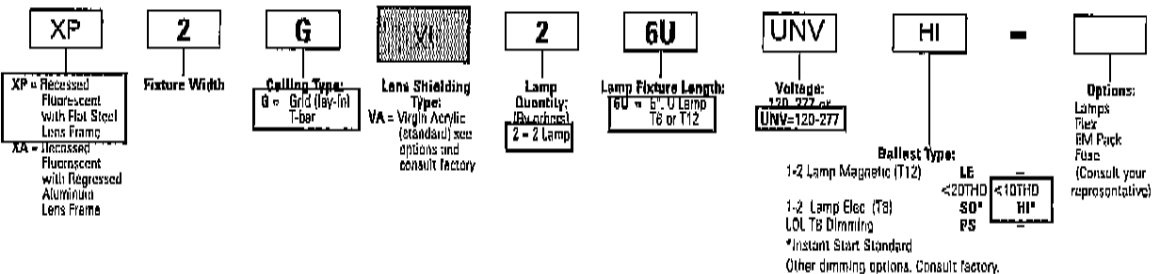 XP 2 G 2 6U UNV HI -
XP = Recessed
Fluorescent
with Flat Steel
Lens Frame
XA = Recessed
Fluorescent
with Regressed
Aluminum
Lens Frame
Fixture Width
Ceiling Type:
G = Grid (lay-in)
T-bar
Lens Shielding
Type:
VA = Virgin Acrylic
(standard) see
options and
consult factory
Lamp
Quantity:
(By others)
2 = 2 Lamp
Lamp Fixture Length:
6U = 6", U Lamp
T8 or T12
Voltage:
120-277 or
UNV=120-277
Ballast Type:
1-2 Lamp Magnetic (T12) LE –
<20THD <10THD
1-2 Lamp Elec (T8) SO* HI*
T8 Dimming PS –
*Instant Start Standard
Other dimming options. Consult factory.
Options:
Lamps
Flex
EM Pack
Fuse
(Consult your
representative)